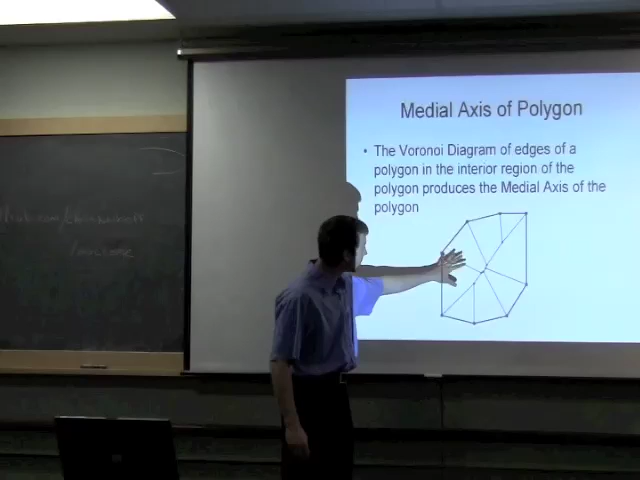 Medial Axis of Polygon
• The Voronoi Diagram of edges of a
polygon in the interior region of the
polygon produces the Medial Axis of the
polygon